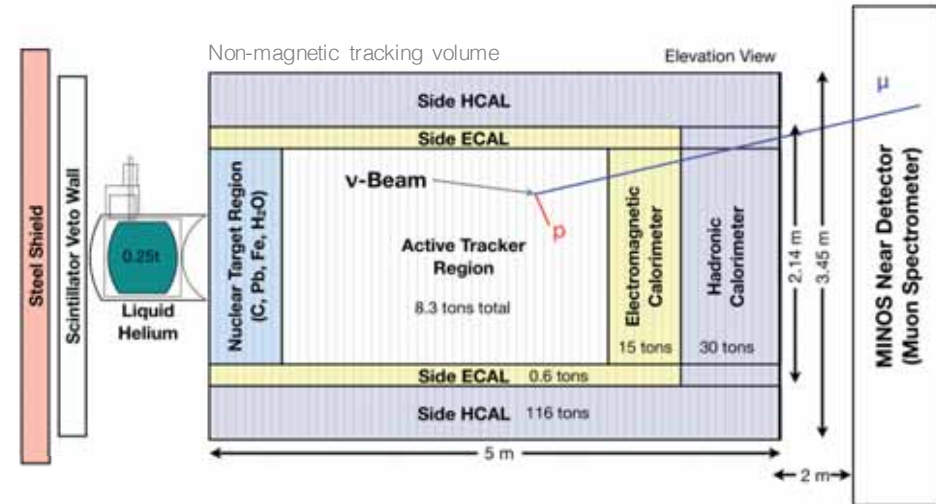 Non-magnetic tracking volume
Elevation View
Steel Shield
Scintillator Veto Wall
0.25t
Liquid
Helium
Side HCAL
Side ECAL
Nuclear Target Region
(C, Pb, Fe, H₂O)
ν-Beam
p
μ
Active Tracker
Region
8.3 tons total
Electromagnetic
Calorimeter
15 tons
Hadronic
Calorimeter
30 tons
Side ECAL 0.6 tons
Side HCAL 116 tons
5 m
2 m
2.14 m
3.45 m
MINOS Near Detector
(Muon Spectrometer)